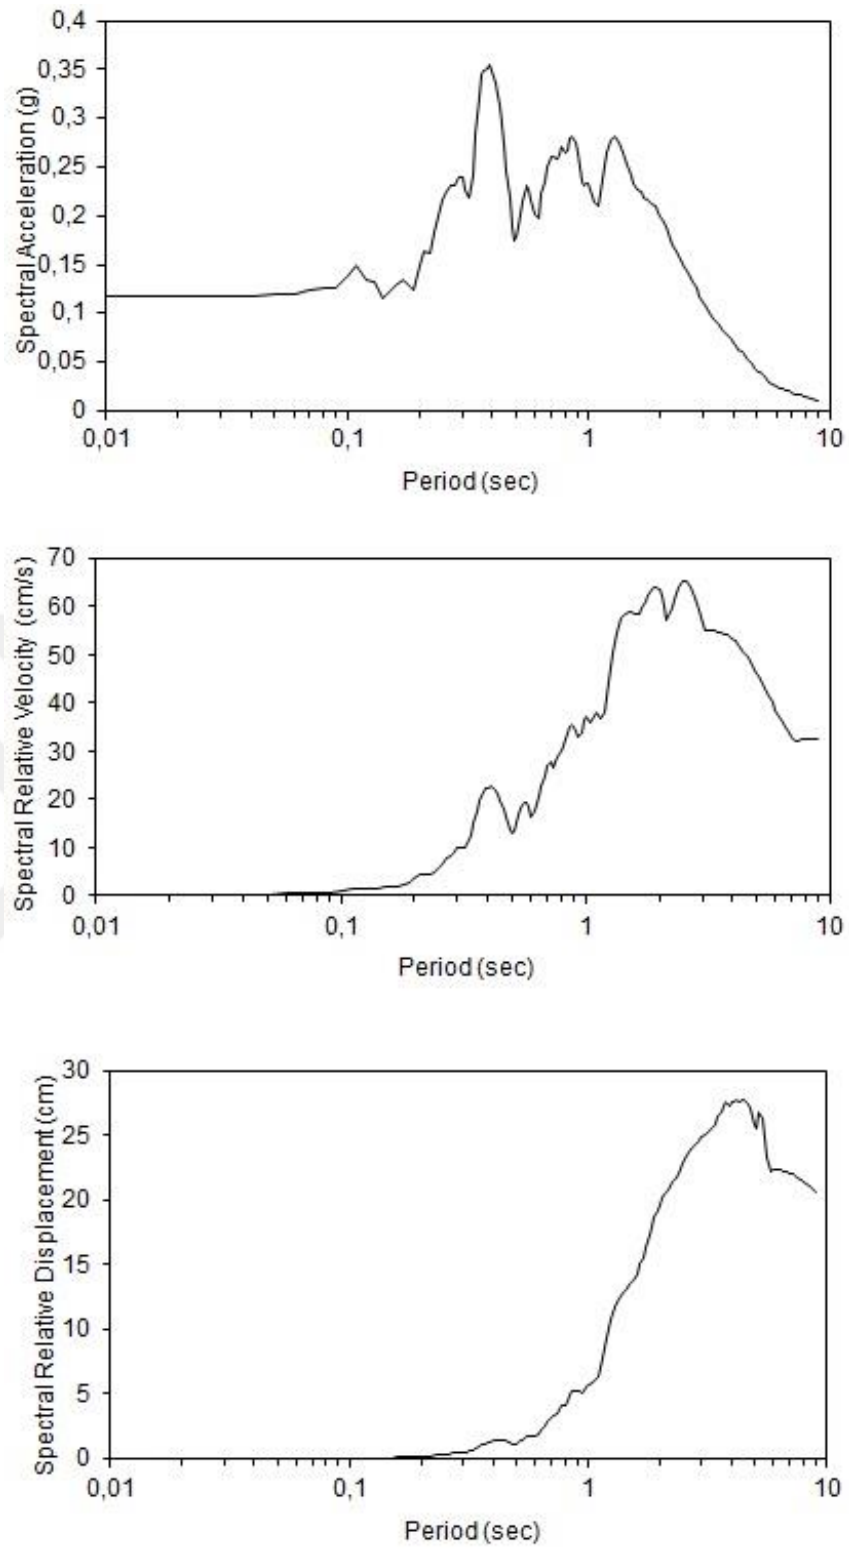 Spectral Acceleration (g)
0,4
0,35
0,3
0,25
0,2
0,15
0,1
0,05
0
0,01 0,1 1 10
Period (sec)
Spectral Relative Velocity (cm/s)
70
60
50
40
30
20
10
0
0,01 0,1 1 10
Period (sec)
Spectral Relative Displacement (cm)
30
25
20
15
10
5
0
0,01 0,1 1 10
Period (sec)